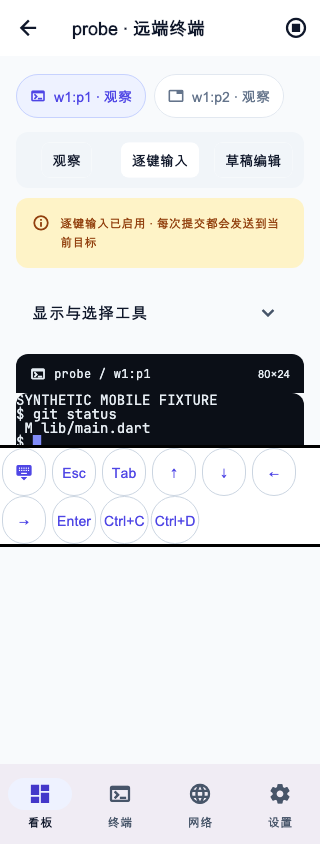 probe · 远端终端
w1:p1 · 观察
w1:p2 · 观察
观察
逐键输入
草稿编辑
逐键输入已启用 · 每次提交都会发送到当
前目标
显示与选择工具
probe / w1:p1
80×24
SYNTHETIC MOBILE FIXTURE
$ git status
 M lib/main.dart
$
Esc
Tab
↑
↓
←
→
Enter
Ctrl+C
Ctrl+D
看板
终端
网络
设置